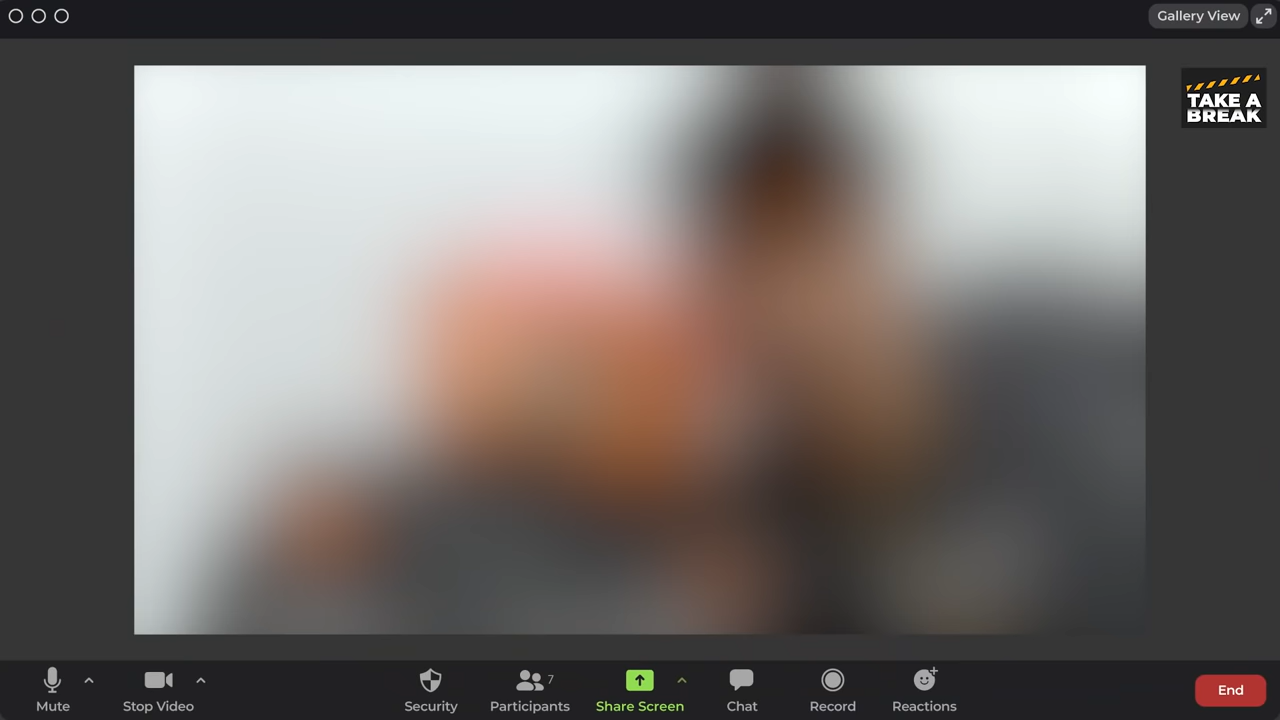 Gallery View
TAKE A
BREAK
Mute
Stop Video
Security
Participants
7
Share Screen
Chat
Record
Reactions
End